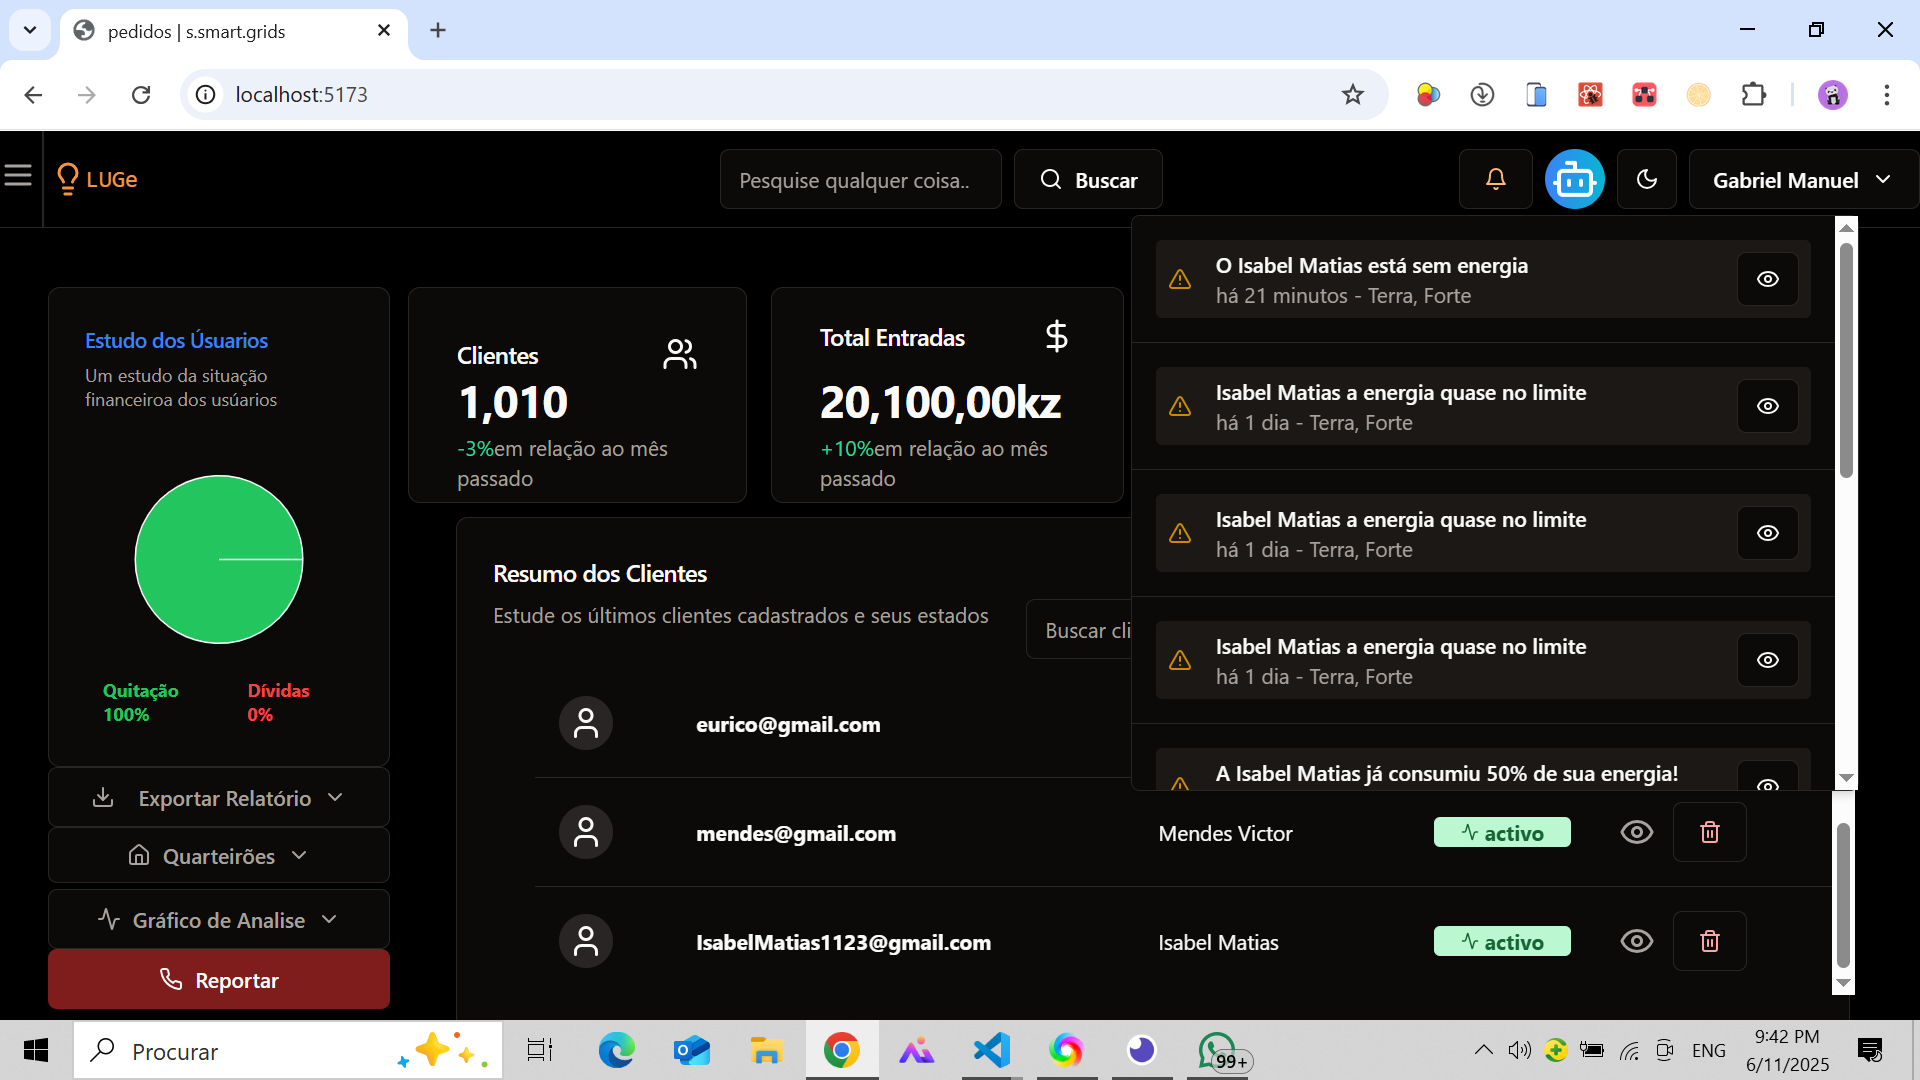 pedidos | s.smart.grids
localhost:5173
LUGe
Pesquise qualquer coisa..
Buscar
Gabriel Manuel
Estudo dos Úsuarios
Um estudo da situação
financeiroa dos usúarios
Quitação
100%
Dívidas
0%
Exportar Relatório
Quarteirões
Gráfico de Analise
Reportar
Clientes
1,010
-3%em relação ao mês
passado
Total Entradas
20,100,00kz
+10%em relação ao mês
passado
O Isabel Matias está sem energia
há 21 minutos - Terra, Forte
Isabel Matias a energia quase no limite
há 1 dia - Terra, Forte
Isabel Matias a energia quase no limite
há 1 dia - Terra, Forte
Isabel Matias a energia quase no limite
há 1 dia - Terra, Forte
A Isabel Matias já consumiu 50% de sua energia!
Resumo dos Clientes
Estude os últimos clientes cadastrados e seus estados
Buscar cli
eurico@gmail.com
mendes@gmail.com
Mendes Victor
activo
IsabelMatias1123@gmail.com
Isabel Matias
activo
Procurar
99+
ENG
9:42 PM
6/11/2025